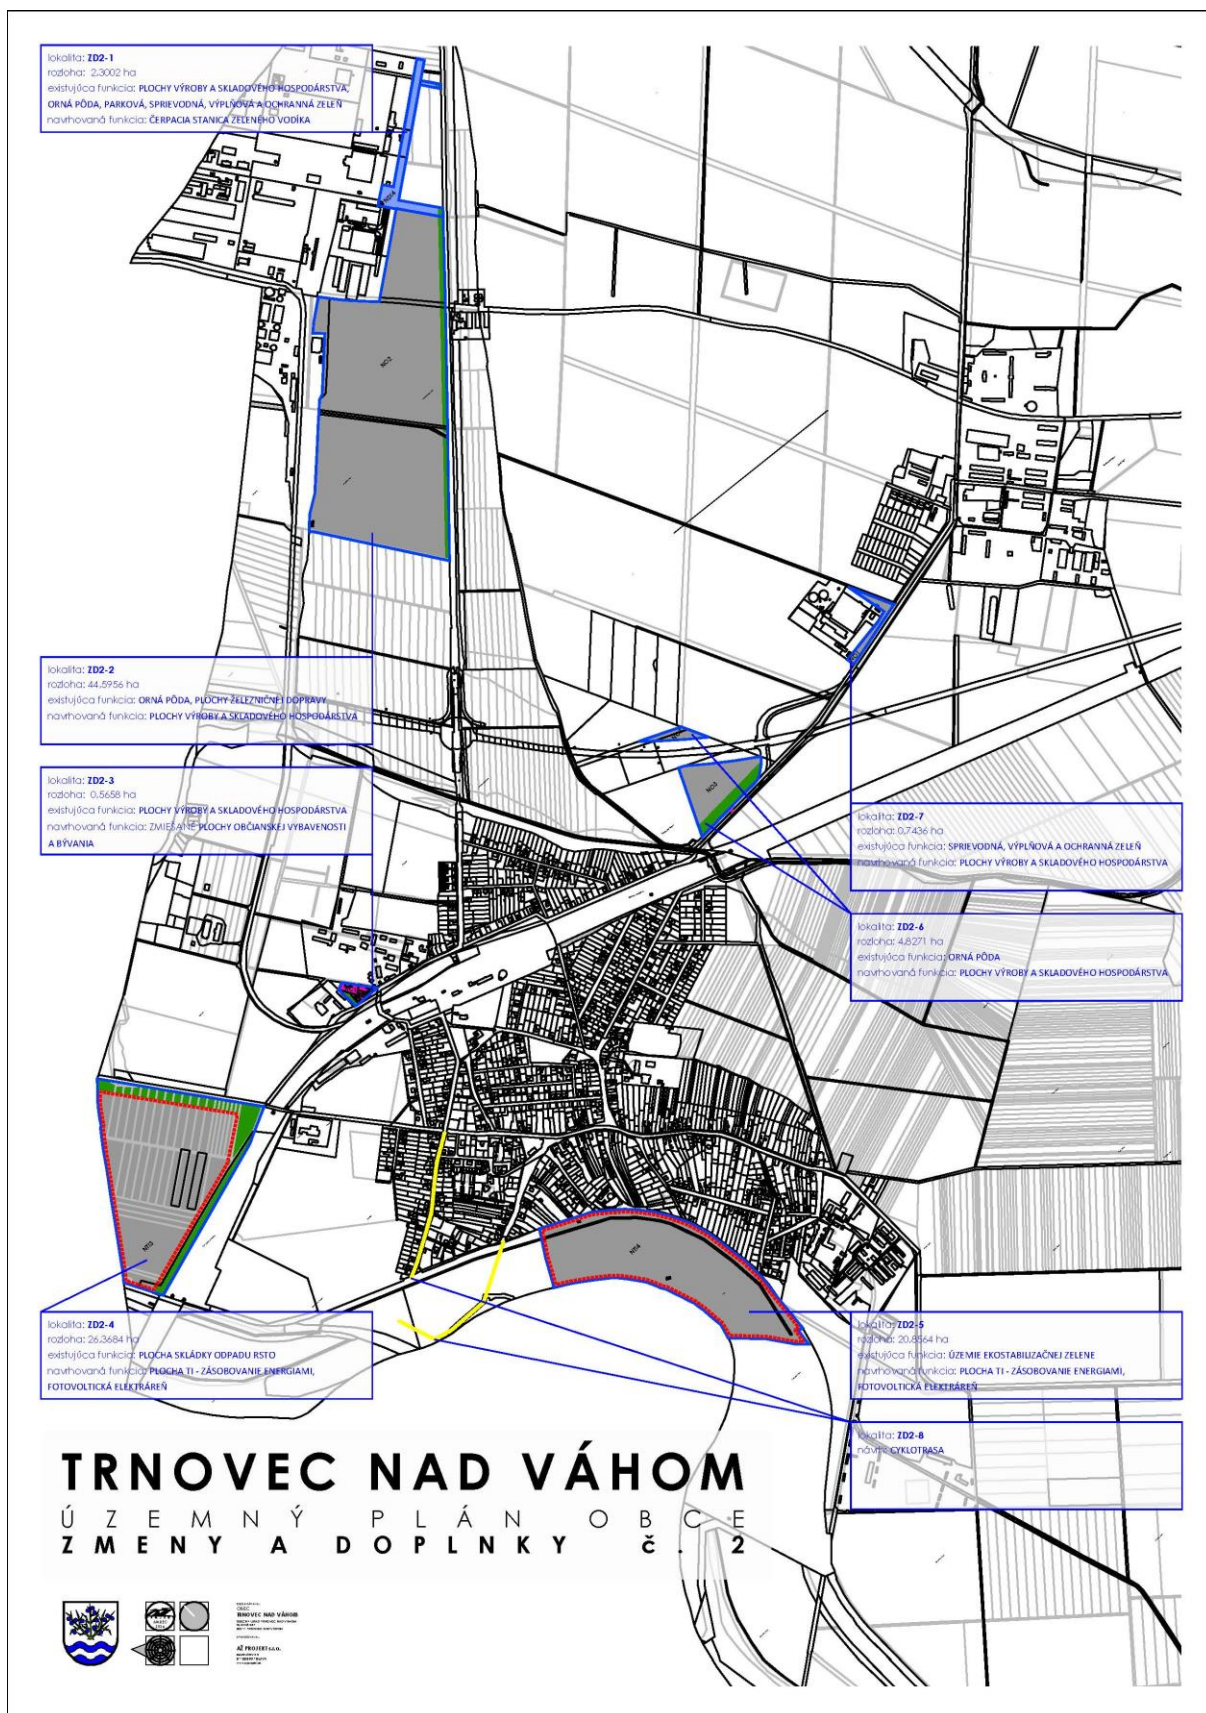 lokalita: ZD2-1
rozloha: 2,3002 ha
existujúca funkcia: PLOCHY VÝROBY A SKLADOVÉHO HOSPODÁRSTVA,
ORNÁ PÔDA, PARKOVÁ, SPRIEVODNÁ, VÝPLŇOVÁ A OCHRANNÁ ZELEŇ
navrhovaná funkcia: ČERPACIA STANICA ZELENÉHO VODÍKA
NO14
NO2
lokalita: ZD2-2
rozloha: 44,5956 ha
existujúca funkcia: ORNÁ PÔDA, PLOCHY ŽELEZNIČNEJ DOPRAVY
navrhovaná funkcia: PLOCHY VÝROBY A SKLADOVÉHO HOSPODÁRSTVA
lokalita: ZD2-3
rozloha: 0,5658 ha
existujúca funkcia: PLOCHY VÝROBY A SKLADOVÉHO HOSPODÁRSTVA
navrhovaná funkcia: ZMIEŠANÉ PLOCHY OBČIANSKEJ VYBAVENOSTI
A BÝVANIA
NO3
lokalita: ZD2-7
rozloha: 0,7436 ha
existujúca funkcia: SPRIEVODNÁ, VÝPLŇOVÁ A OCHRANNÁ ZELEŇ
navrhovaná funkcia: PLOCHY VÝROBY A SKLADOVÉHO HOSPODÁRSTVA
lokalita: ZD2-6
rozloha: 4,8271 ha
existujúca funkcia: ORNÁ PÔDA
navrhovaná funkcia: PLOCHY VÝROBY A SKLADOVÉHO HOSPODÁRSTVA
lokalita: ZD2-4
rozloha: 26,3684 ha
existujúca funkcia: PLOCHA SKLÁDKY ODPADU RSTO
navrhovaná funkcia: PLOCHA TI - ZÁSOBOVANIE ENERGIAMI,
FOTOVOLTICKÁ ELEKTRÁREŇ
lokalita: ZD2-5
rozloha: 20,8564 ha
existujúca funkcia: ÚZEMIE EKOSTABILIZAČNEJ ZELENE
navrhovaná funkcia: PLOCHA TI - ZÁSOBOVANIE ENERGIAMI,
FOTOVOLTICKÁ ELEKTRÁREŇ
lokalita: ZD2-8
návrh: CYKLOTRASA
TRNOVEC NAD VÁHOM
ÚZEMNÝ PLÁN OBCE
ZMENY A DOPLNKY č. 2
OBEC
TRNOVEC NAD VÁHOM
AŽ PROJEKT s.r.o.